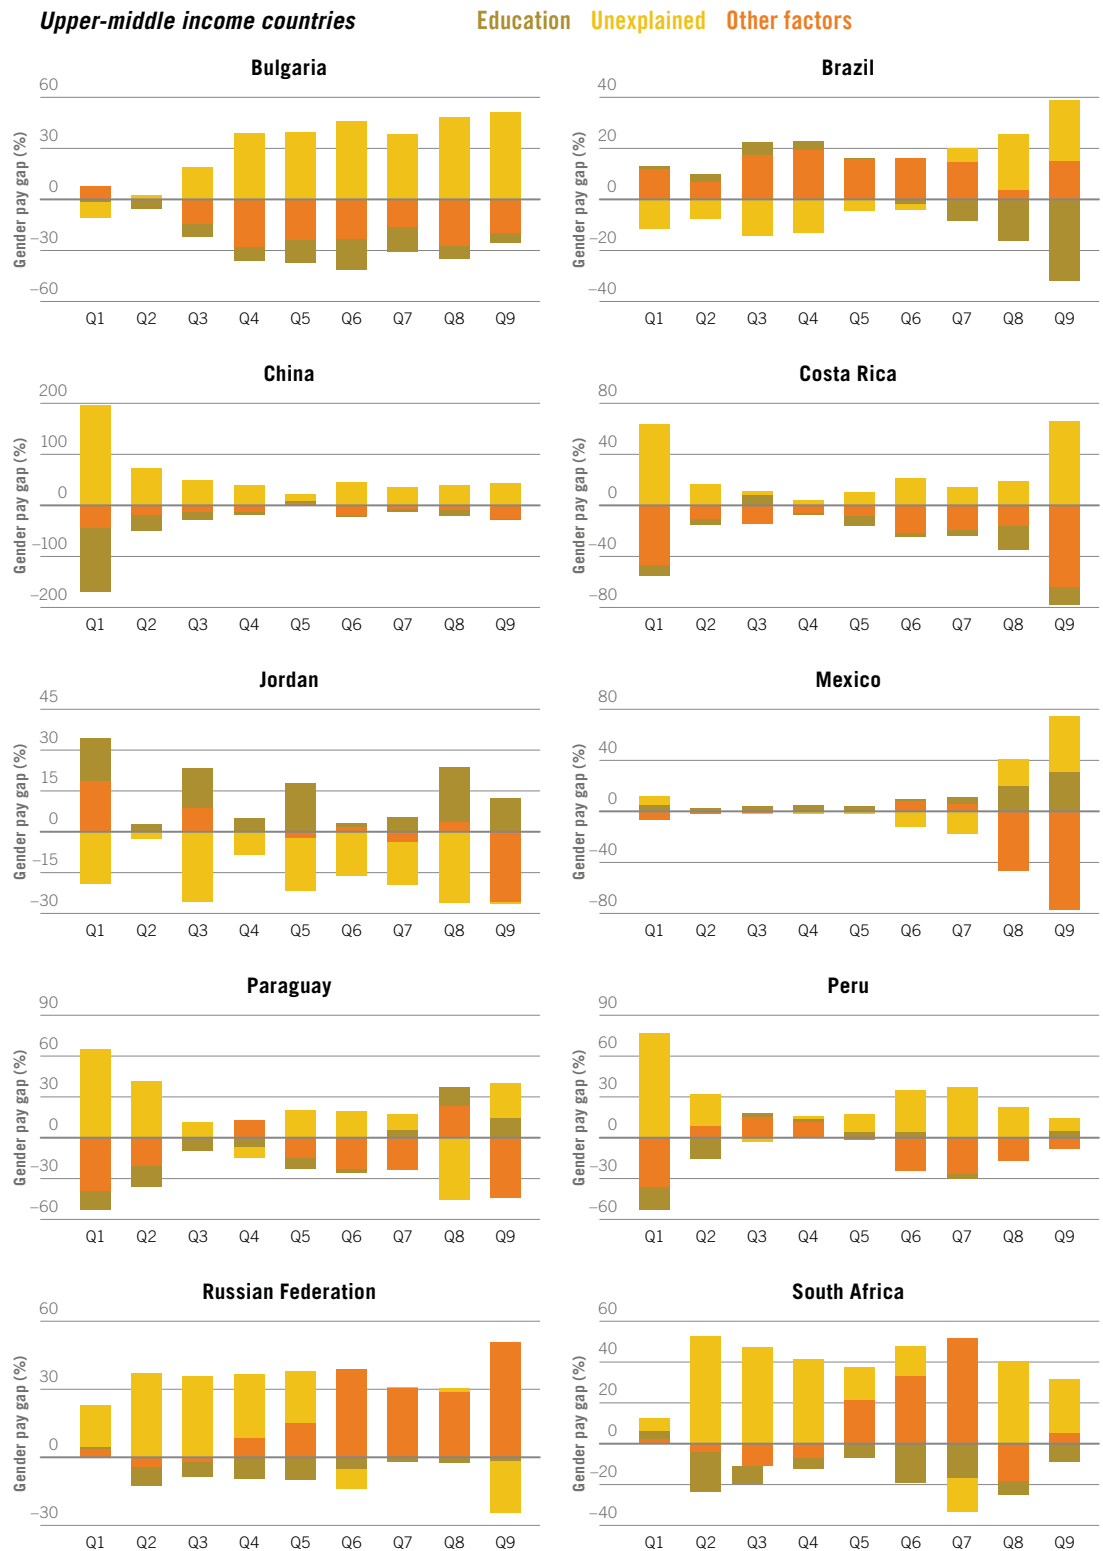 Upper-middle income countries Education Unexplained Other factors
Bulgaria
Gender pay gap (%)
60
30
0
–30
–60
Q1 Q2 Q3 Q4 Q5 Q6 Q7 Q8 Q9
Brazil
Gender pay gap (%)
40
20
0
–20
–40
Q1 Q2 Q3 Q4 Q5 Q6 Q7 Q8 Q9
China
Gender pay gap (%)
200
100
0
–100
–200
Q1 Q2 Q3 Q4 Q5 Q6 Q7 Q8 Q9
Costa Rica
Gender pay gap (%)
80
40
0
–40
–80
Q1 Q2 Q3 Q4 Q5 Q6 Q7 Q8 Q9
Jordan
Gender pay gap (%)
45
30
15
0
–15
–30
Q1 Q2 Q3 Q4 Q5 Q6 Q7 Q8 Q9
Mexico
Gender pay gap (%)
80
40
0
–40
–80
Q1 Q2 Q3 Q4 Q5 Q6 Q7 Q8 Q9
Paraguay
Gender pay gap (%)
90
60
30
0
–30
–60
Q1 Q2 Q3 Q4 Q5 Q6 Q7 Q8 Q9
Peru
Gender pay gap (%)
90
60
30
0
–30
–60
Q1 Q2 Q3 Q4 Q5 Q6 Q7 Q8 Q9
Russian Federation
Gender pay gap (%)
60
30
0
–30
Q1 Q2 Q3 Q4 Q5 Q6 Q7 Q8 Q9
South Africa
Gender pay gap (%)
60
40
20
0
–20
–40
Q1 Q2 Q3 Q4 Q5 Q6 Q7 Q8 Q9